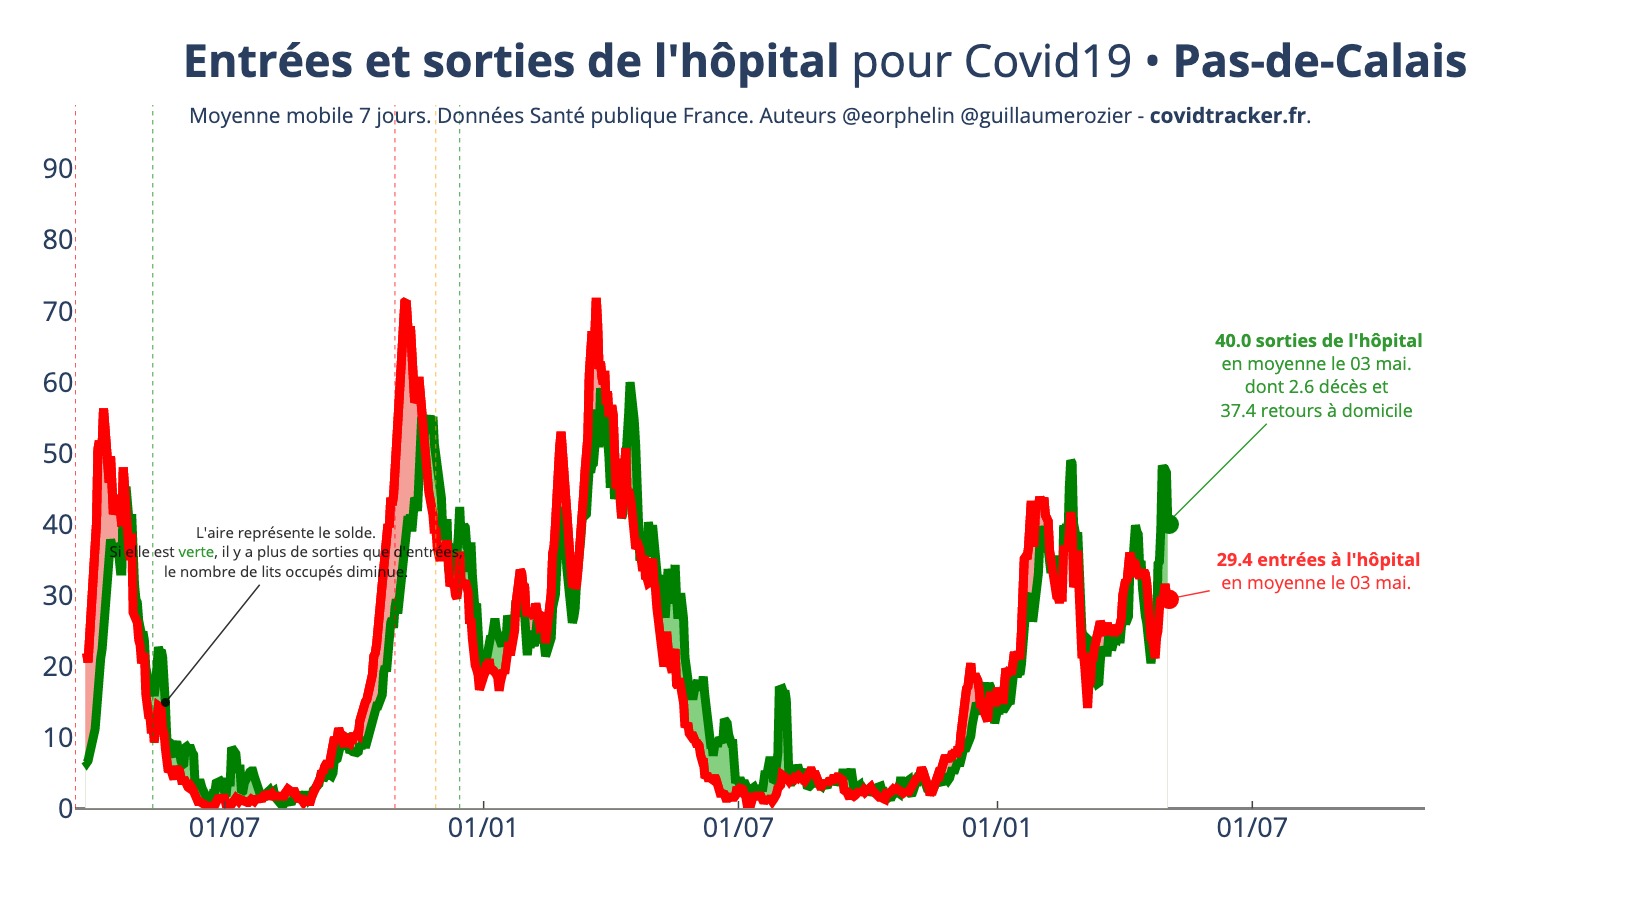 Entrées et sorties de l'hôpital pour Covid19 • Pas-de-Calais
Moyenne mobile 7 jours. Données Santé publique France. Auteurs @eorphelin @guillaumerozier - covidtracker.fr.
90
80
70
60
50
40
30
20
10
0
L'aire représente le solde.
Si elle est verte, il y a plus de sorties que d'entrées,
le nombre de lits occupés diminue.
40.0 sorties de l'hôpital
en moyenne le 03 mai.
dont 2.6 décès et
37.4 retours à domicile
29.4 entrées à l'hôpital
en moyenne le 03 mai.
01/07
01/01
01/07
01/01
01/07